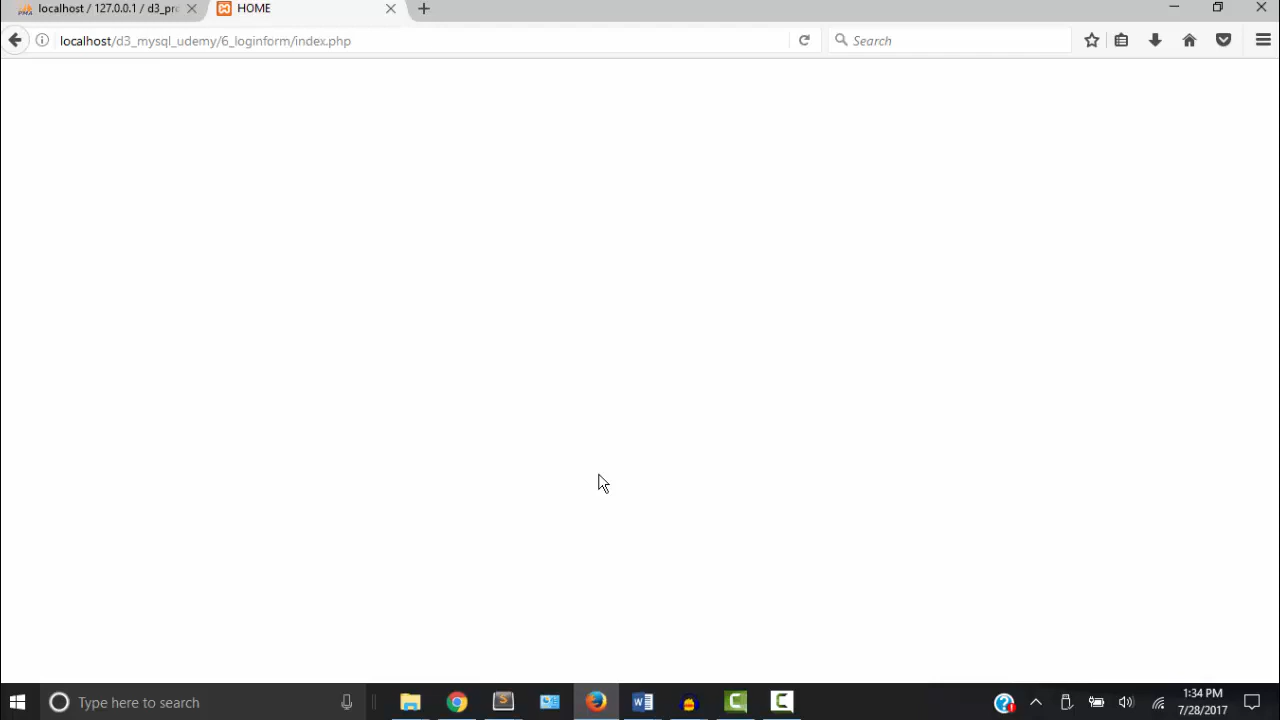 localhost / 127.0.0.1 / d3_pro
HOME
localhost/d3_mysql_udemy/6_loginform/index.php
Search
Type here to search
1:34 PM
7/28/2017